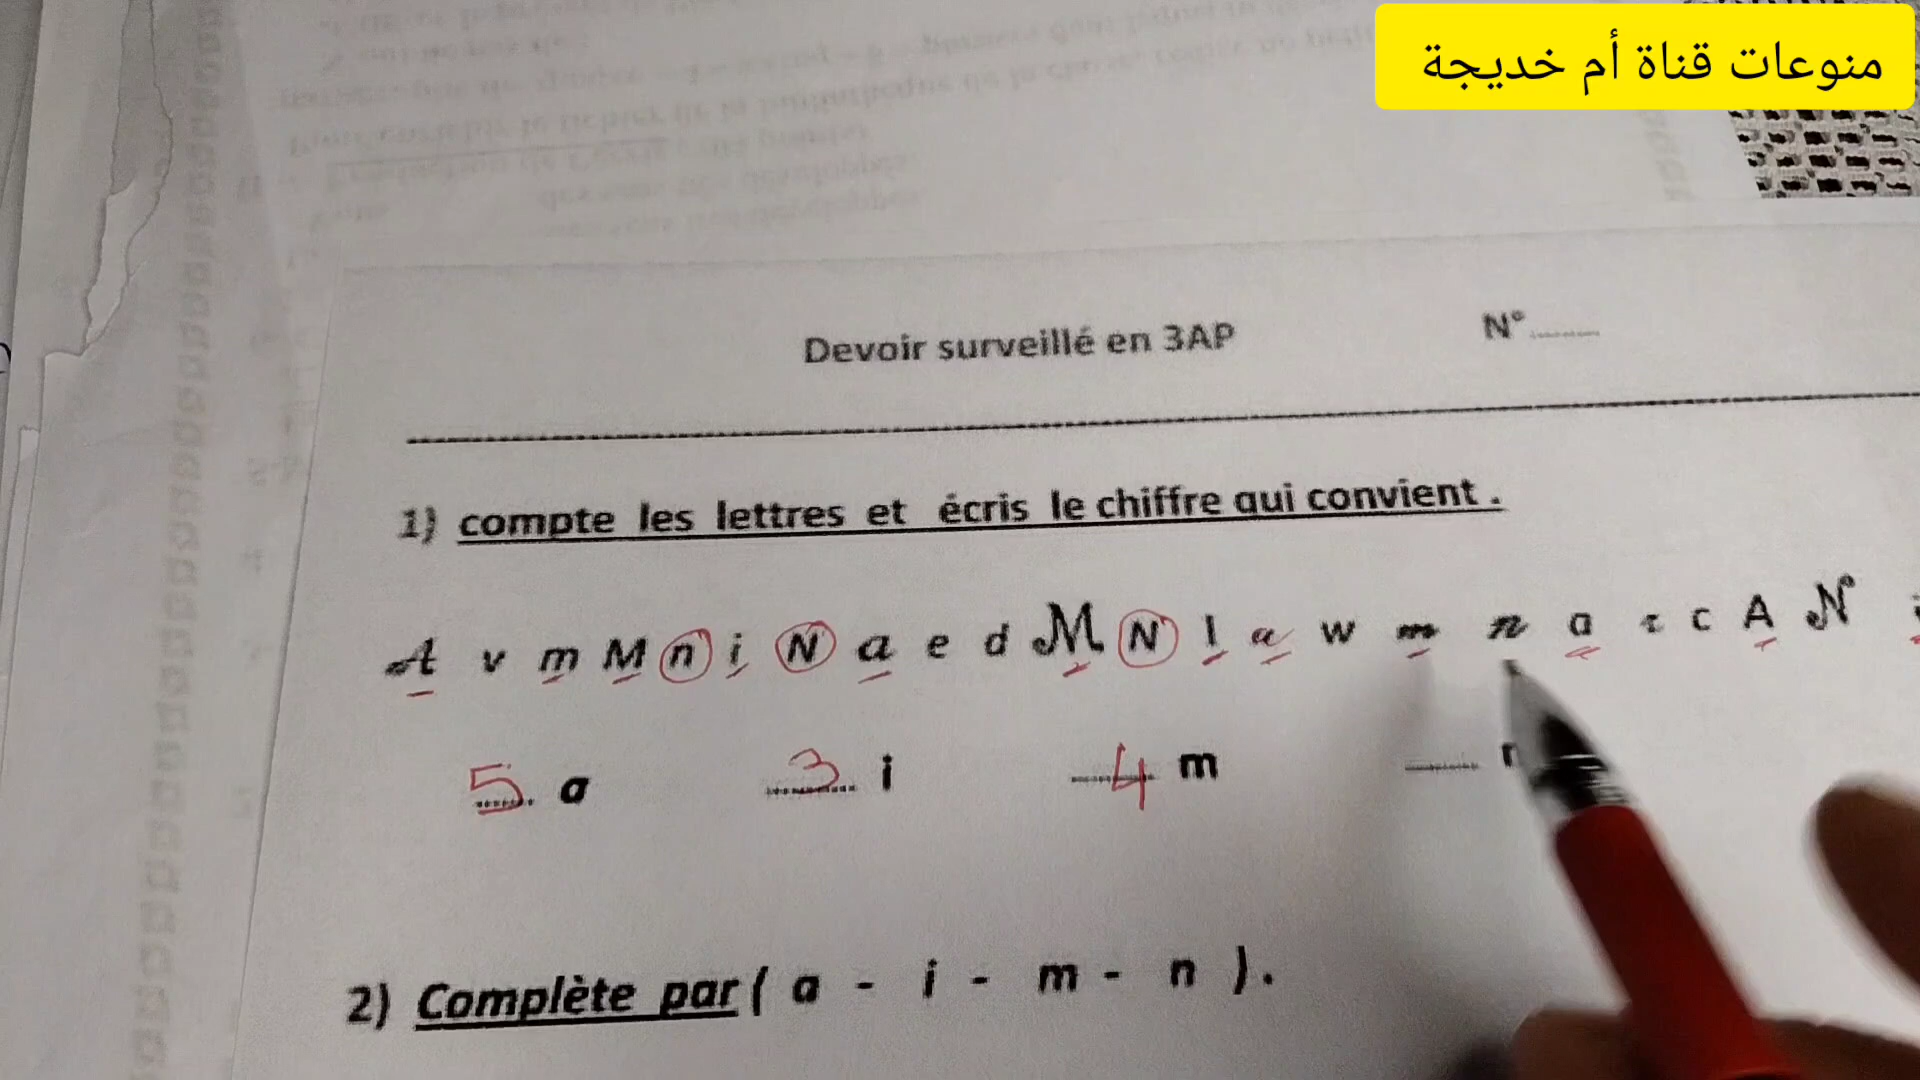 منوعات قناة أم خديجة
Devoir surveillé en 3AP N°........
1) compte les lettres et écris le chiffre qui convient .
A v m M n i N a e d M N I a w m n a r c A N
5 a 3 i 4 m
2) Complète par ( a - i - m - n ) .